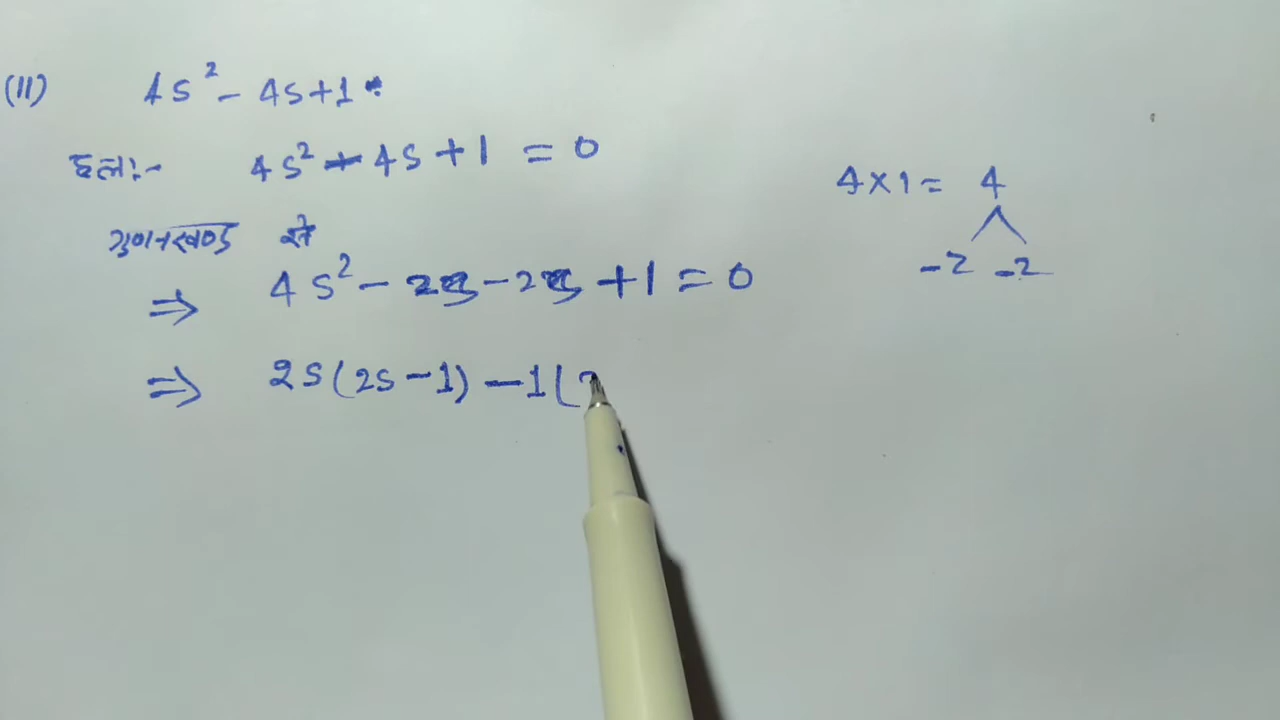 (II) 4s² - 4s+1
हल:- 4s² - 4s + 1 = 0
4×1 = 4
गुणनखण्ड से
-2 -2
⇒ 4s² - 2s - 2s + 1 = 0
⇒ 2s(2s-1) -1(